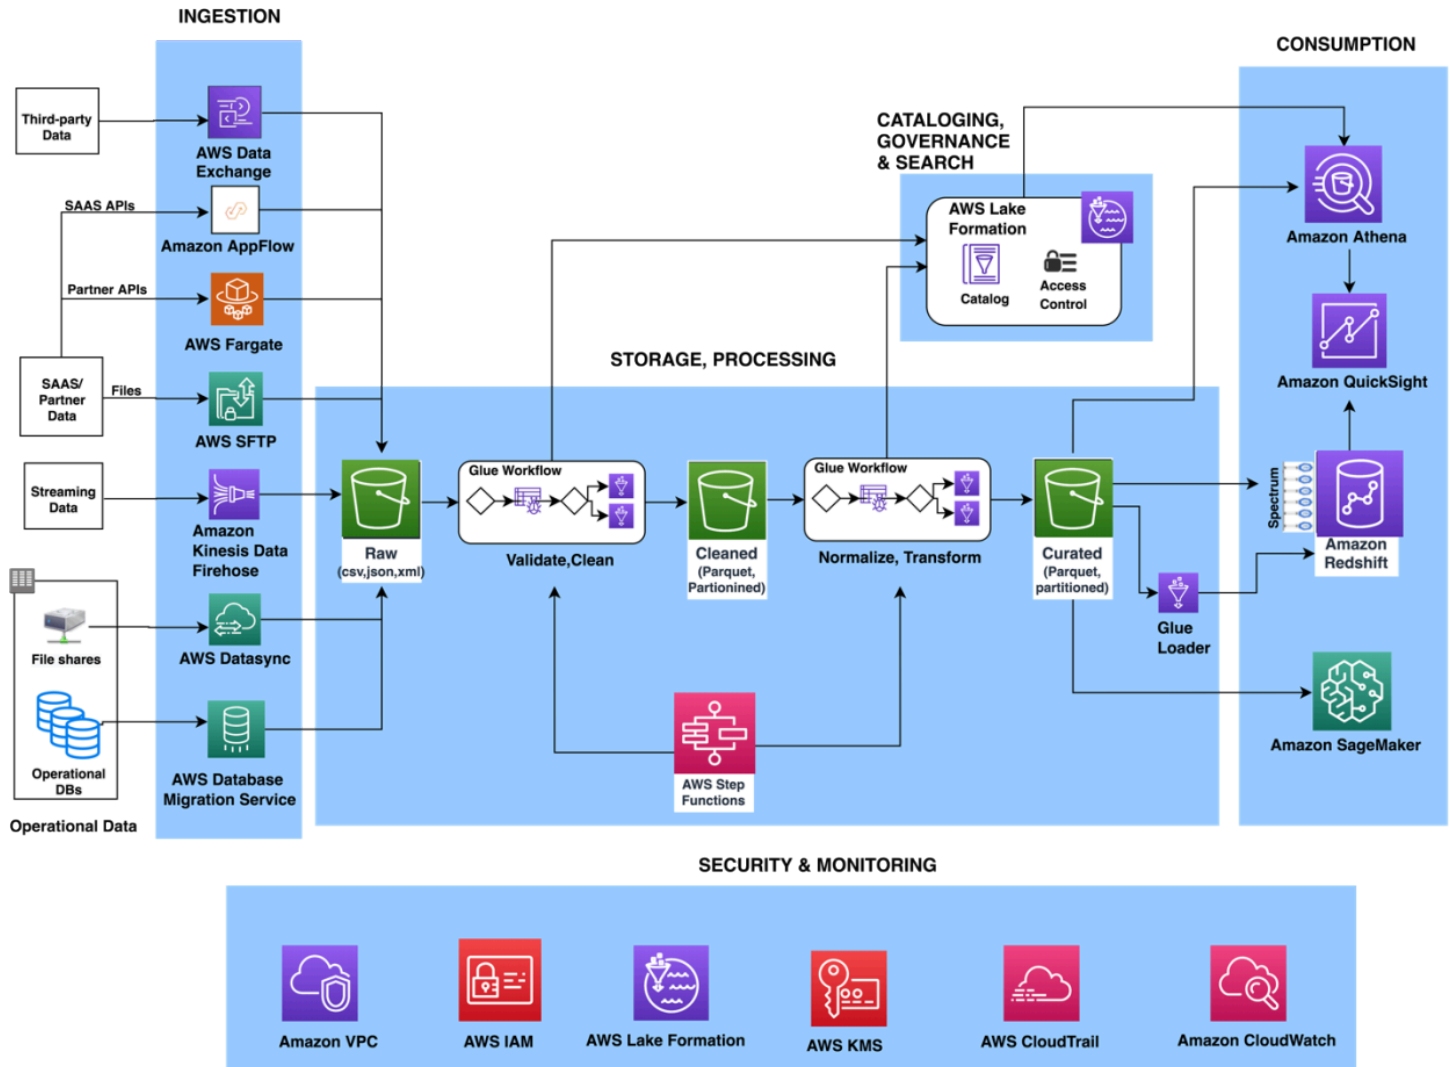 INGESTION
CONSUMPTION
Third-party
Data
AWS Data
Exchange
SAAS APIs
Amazon AppFlow
Partner APIs
AWS Fargate
SAAS/
Partner
Data
Files
AWS SFTP
Streaming
Data
Amazon
Kinesis Data
Firehose
File shares
AWS Datasync
Operational
DBs
AWS Database
Migration Service
Operational Data
CATALOGING,
GOVERNANCE
& SEARCH
AWS Lake
Formation
Catalog
Access
Control
STORAGE, PROCESSING
Raw
(csv,json,xml)
Glue Workflow
Validate,Clean
Cleaned
(Parquet,
Partionined)
Glue Workflow
Normalize, Transform
Curated
(Parquet,
partitioned)
Glue
Loader
AWS Step
Functions
Amazon Athena
Amazon QuickSight
Spectrum
Amazon
Redshift
Amazon SageMaker
SECURITY & MONITORING
Amazon VPC
AWS IAM
AWS Lake Formation
AWS KMS
AWS CloudTrail
Amazon CloudWatch